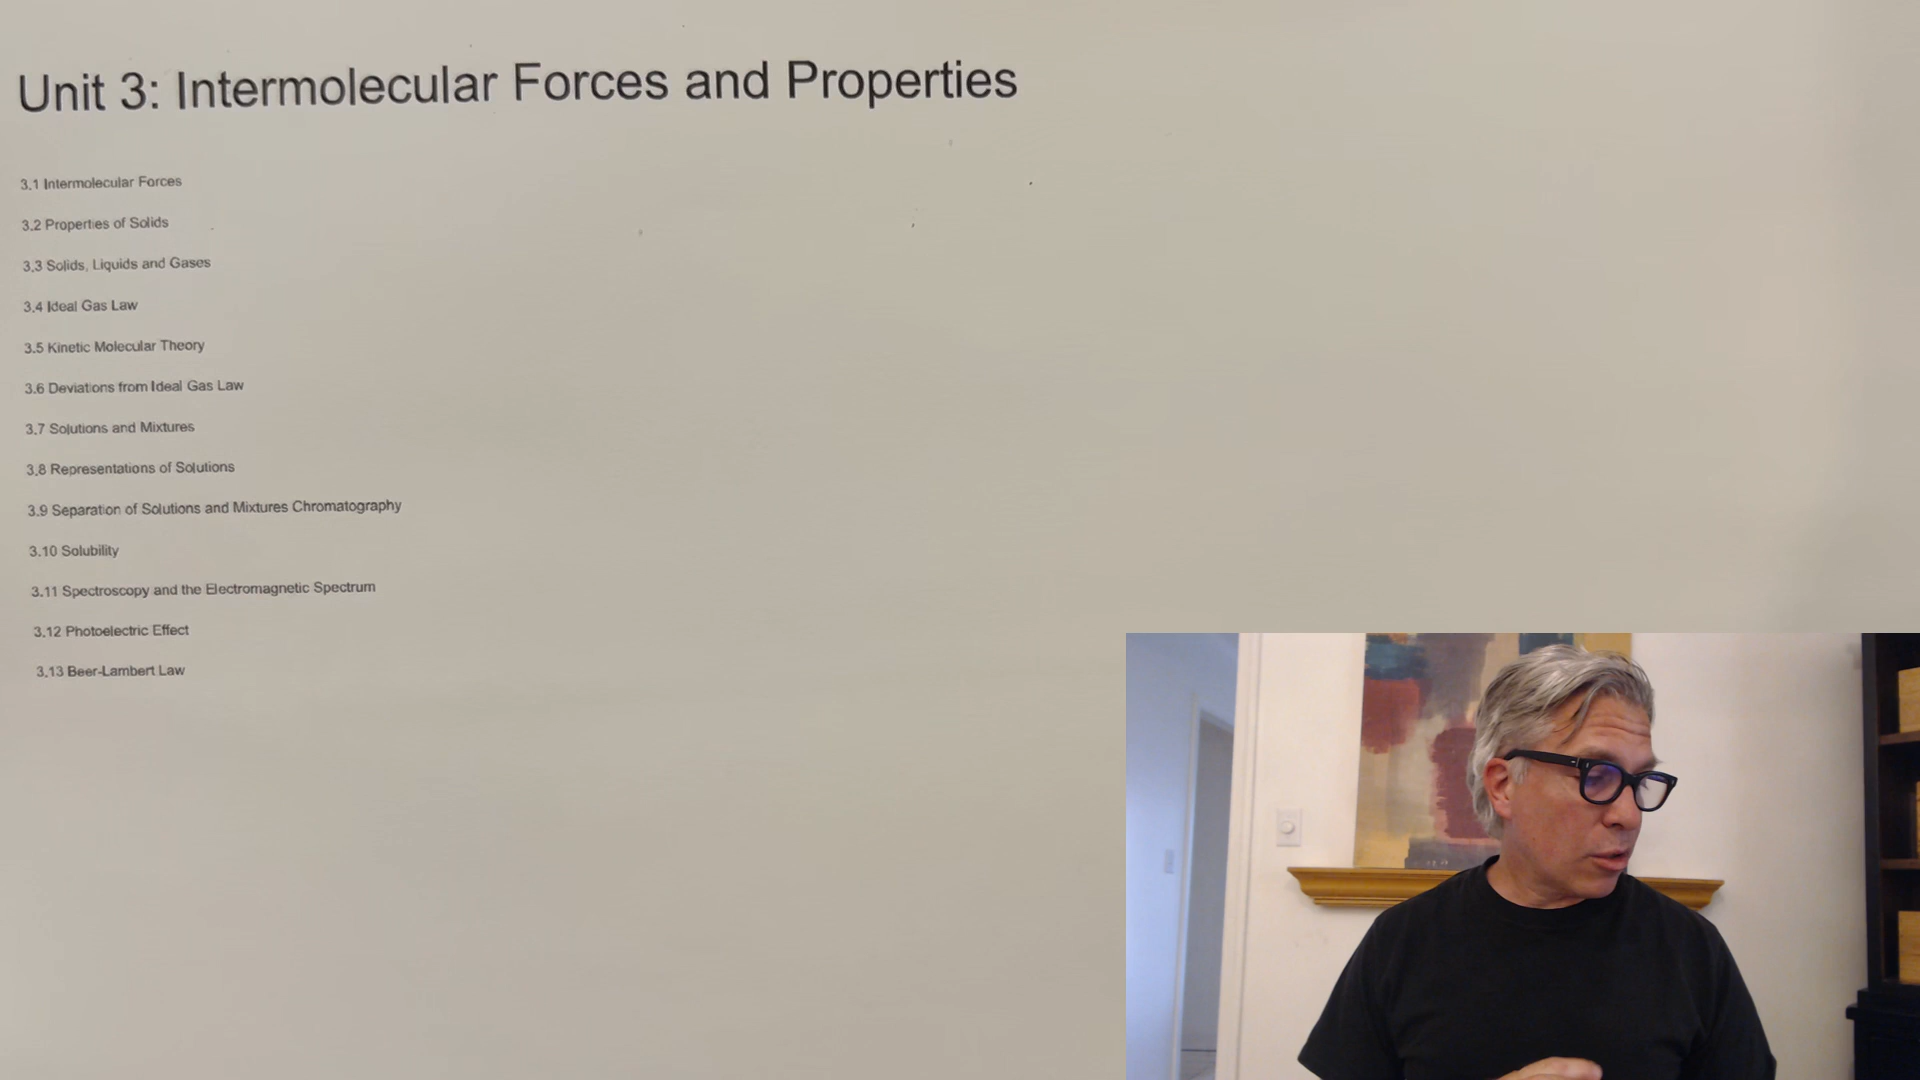 Unit 3: Intermolecular Forces and Properties
3.1 Intermolecular Forces
3.2 Properties of Solids
3.3 Solids, Liquids and Gases
3.4 Ideal Gas Law
3.5 Kinetic Molecular Theory
3.6 Deviations from Ideal Gas Law
3.7 Solutions and Mixtures
3.8 Representations of Solutions
3.9 Separation of Solutions and Mixtures Chromatography
3.10 Solubility
3.11 Spectroscopy and the Electromagnetic Spectrum
3.12 Photoelectric Effect
3.13 Beer-Lambert Law